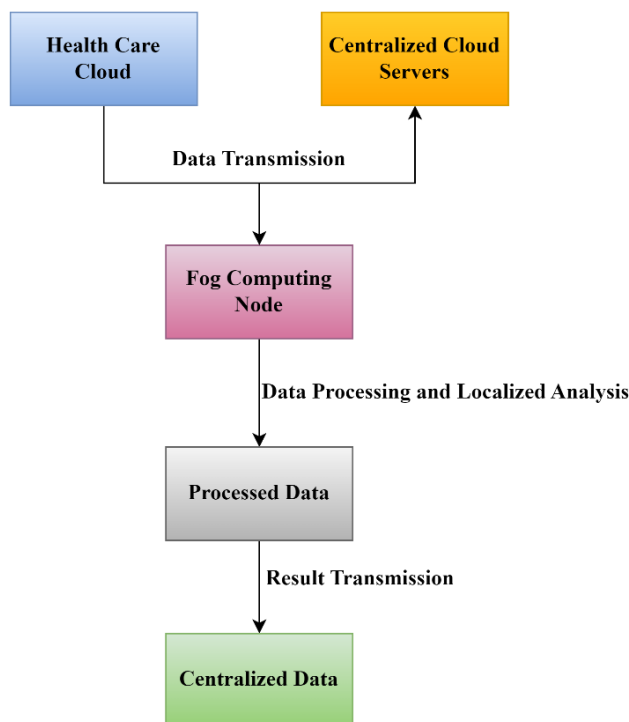 Health Care
Cloud
Centralized Cloud
Servers
Data Transmission
Fog Computing
Node
Data Processing and Localized Analysis
Processed Data
Result Transmission
Centralized Data